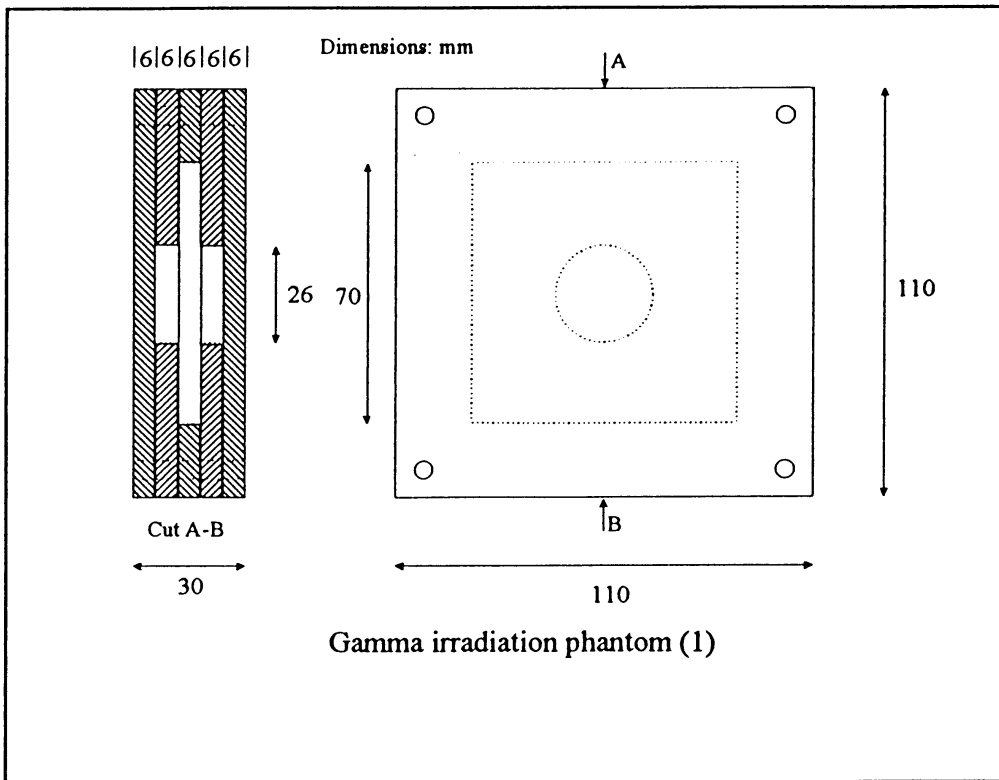 |6|6|6|6|6|
Dimensions: mm
A
26
70
110
B
Cut A-B
30
110
Gamma irradiation phantom (1)